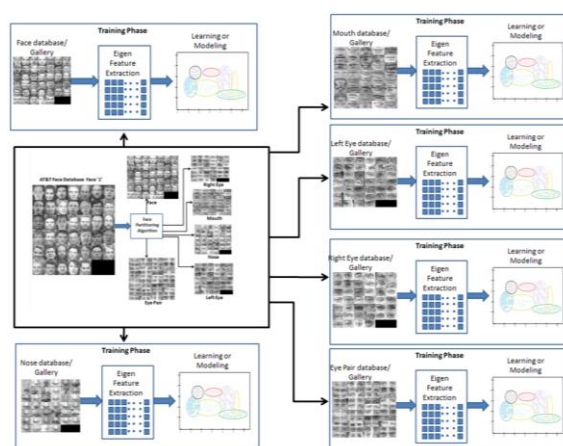 Training Phase
Face database/
Gallery
Eigen
Feature
Extraction
Learning or
Modeling
AT&T Face Database Face '1'
Face
Face
Partitioning
Algorithm
Right Eye
Mouth
Nose
Left Eye
Eye Pair
Training Phase
Nose database/
Gallery
Eigen
Feature
Extraction
Learning or
Modeling
Training Phase
Mouth database/
Gallery
Eigen
Feature
Extraction
Learning or
Modeling
Training Phase
Left Eye database/
Gallery
Eigen
Feature
Extraction
Learning or
Modeling
Training Phase
Right Eye database/
Gallery
Eigen
Feature
Extraction
Learning or
Modeling
Training Phase
Eye Pair database/
Gallery
Eigen
Feature
Extraction
Learning or
Modeling